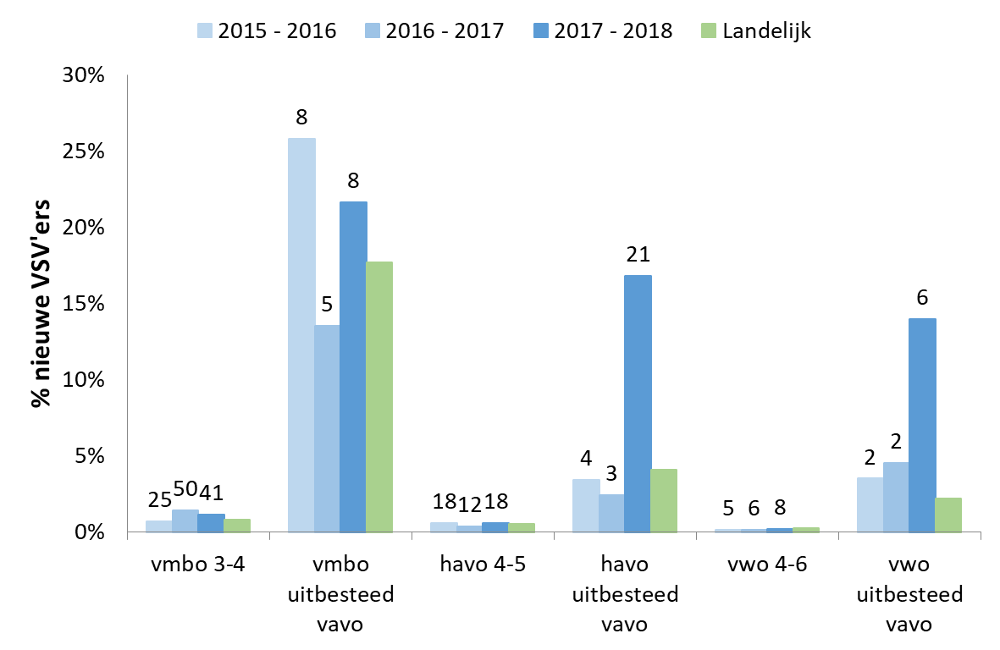 2015 - 2016 2016 - 2017 2017 - 2018 Landelijk
% nieuwe VSV'ers
30%
25%
20%
15%
10%
5%
0%
25 50 41
8 5 8
18 12 18
4 3 21
5 6 8
2 2 6
vmbo 3-4
vmbo
uitbesteed
vavo
havo 4-5
havo
uitbesteed
vavo
vwo 4-6
vwo
uitbesteed
vavo